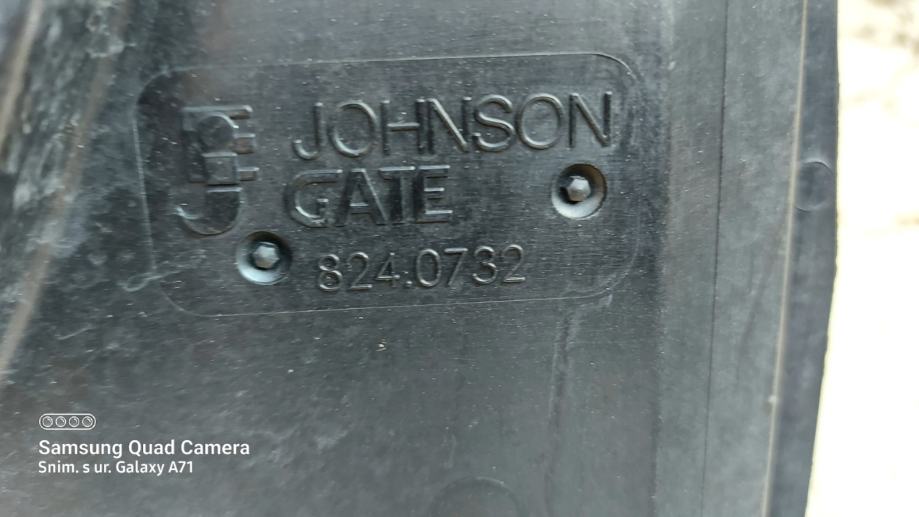 JOHNSON
GATE
824.0732
Samsung Quad Camera
Snim. s ur. Galaxy A71